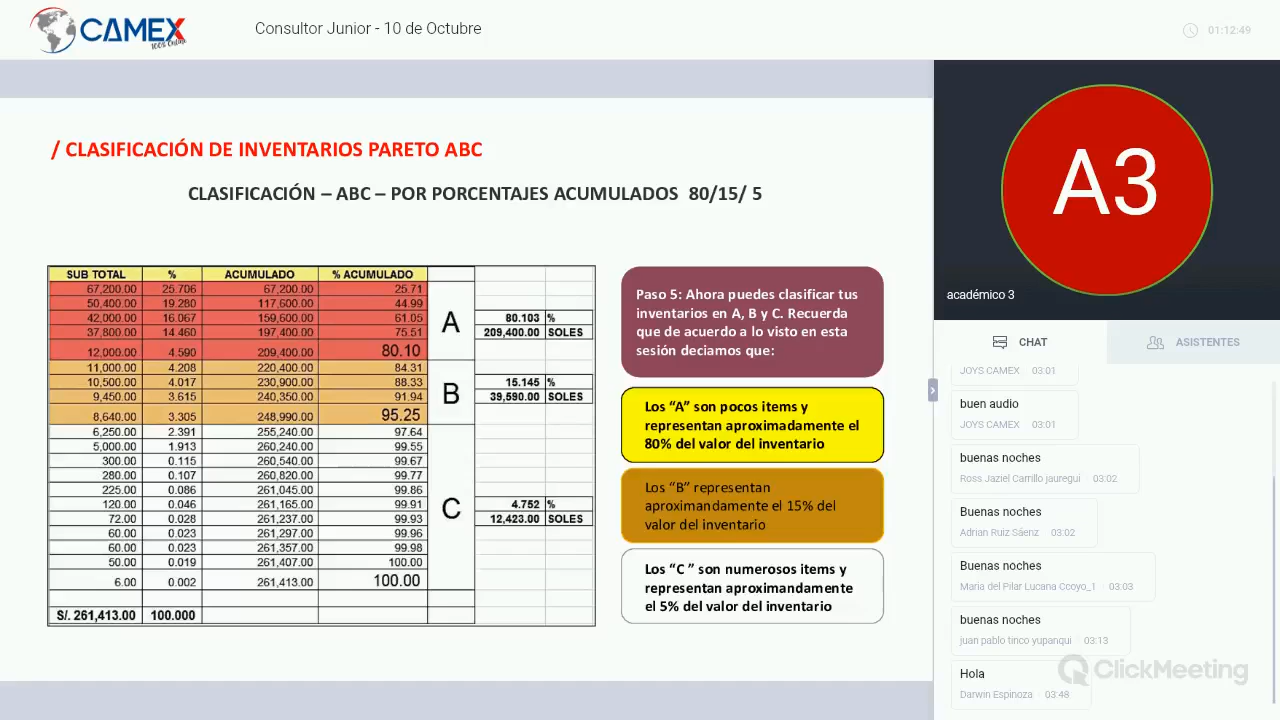 CAMEX
100% Online
Consultor Junior - 10 de Octubre
01:12:49
/ CLASIFICACIÓN DE INVENTARIOS PARETO ABC
CLASIFICACIÓN – ABC – POR PORCENTAJES ACUMULADOS 80/15/ 5
SUB TOTAL % ACUMULADO % ACUMULADO
67,200.00 25.706 67,200.00 25.71
50,400.00 19.280 117,600.00 44.99
42,000.00 16.067 159,600.00 61.05
37,800.00 14.460 197,400.00 75.51
12,000.00 4.590 209,400.00 80.10
A
80.103 %
209,400.00 SOLES
11,000.00 4.208 220,400.00 84.31
10,500.00 4.017 230,900.00 88.33
9,450.00 3.615 240,350.00 91.94
8,640.00 3.305 248,990.00 95.25
B
15.145 %
39,590.00 SOLES
6,250.00 2.391 255,240.00 97.64
5,000.00 1.913 260,240.00 99.55
300.00 0.115 260,540.00 99.67
280.00 0.107 260,820.00 99.77
225.00 0.086 261,045.00 99.86
120.00 0.046 261,165.00 99.91
72.00 0.028 261,237.00 99.93
60.00 0.023 261,297.00 99.96
60.00 0.023 261,357.00 99.98
50.00 0.019 261,407.00 100.00
6.00 0.002 261,413.00 100.00
C
4.752 %
12,423.00 SOLES
S/. 261,413.00 100.000
Paso 5: Ahora puedes clasificar tus
inventarios en A, B y C. Recuerda
que de acuerdo a lo visto en esta
sesión deciamos que:
Los “A” son pocos items y
representan aproximadamente el
80% del valor del inventario
Los “B” representan
aproximandamente el 15% del
valor del inventario
Los “C ” son numerosos items y
representan aproximandamente
el 5% del valor del inventario
A3
académico 3
CHAT
ASISTENTES
JOYS CAMEX 03:01
buen audio
JOYS CAMEX 03:01
buenas noches
Ross Jaziel Carrillo jauregui 03:02
Buenas noches
Adrian Ruiz Sáenz 03:02
Buenas noches
Maria del Pilar Lucana Ccoyo_1 03:03
buenas noches
juan pablo tinco yupanqui 03:13
Hola
Darwin Espinoza 03:48
ClickMeeting